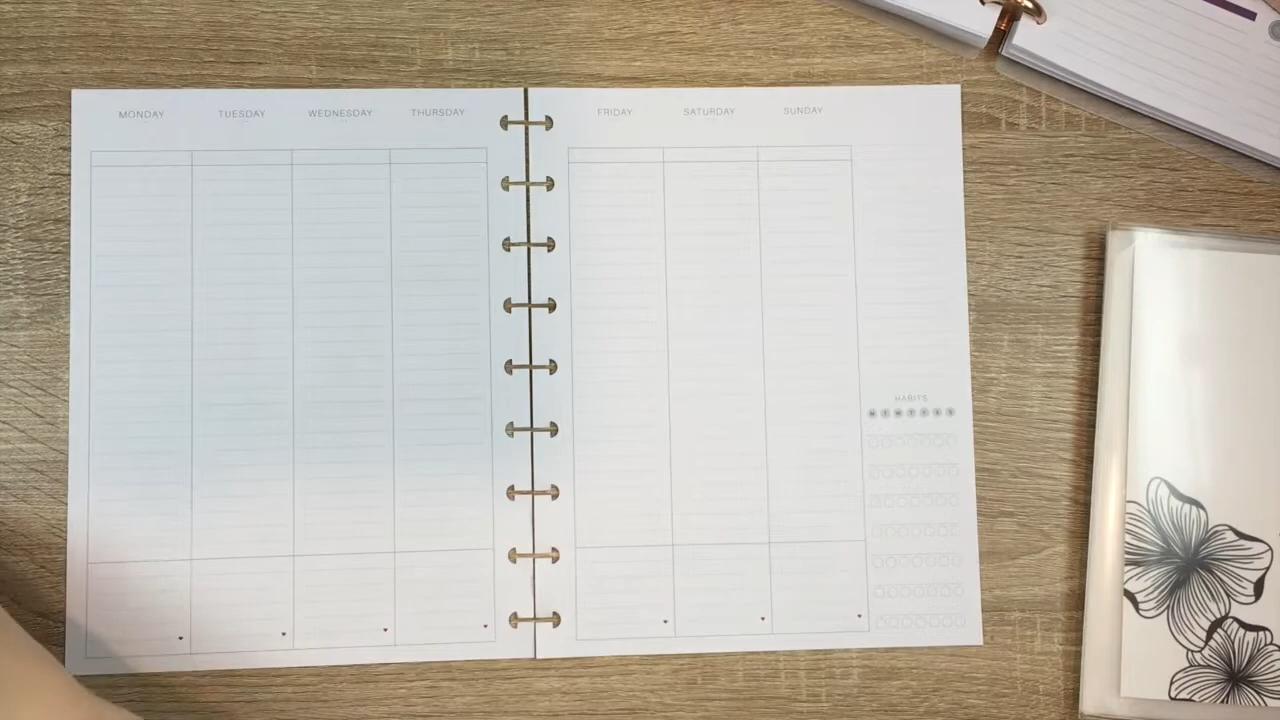 MONDAY TUESDAY WEDNESDAY THURSDAY
FRIDAY SATURDAY SUNDAY
HABITS
M T W T F S S